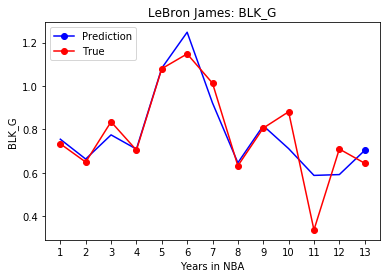 LeBron James: BLK_G
Prediction
True
BLK_G
1.2
1.0
0.8
0.6
0.4
1 2 3 4 5 6 7 8 9 10 11 12 13
Years in NBA